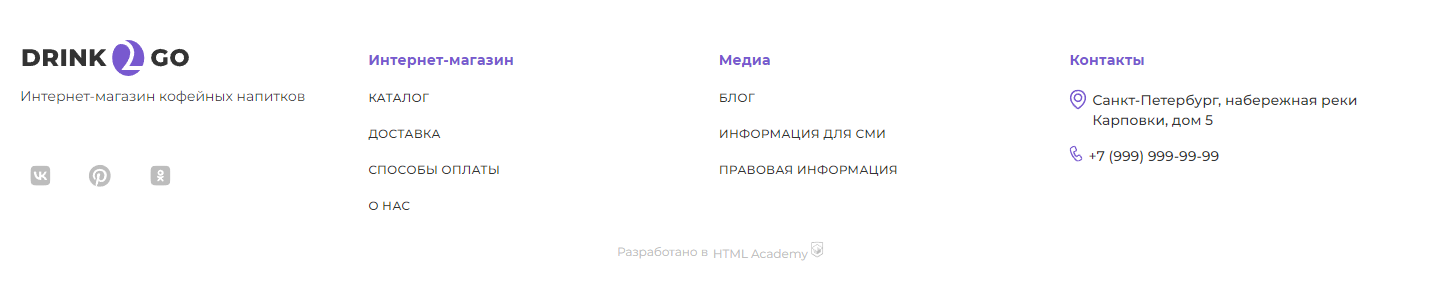 DRINK 2 GO
Интернет-магазин кофейных напитков
Интернет-магазин
КАТАЛОГ
ДОСТАВКА
СПОСОБЫ ОПЛАТЫ
О НАС
Медиа
БЛОГ
ИНФОРМАЦИЯ ДЛЯ СМИ
ПРАВОВАЯ ИНФОРМАЦИЯ
Контакты
Санкт-Петербург, набережная реки
Карповки, дом 5
+7 (999) 999-99-99
Разработано в HTML Academy